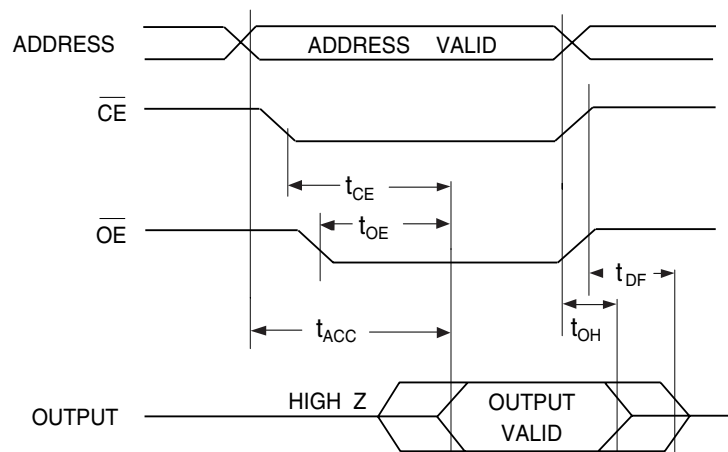 ADDRESS
ADDRESS VALID
CE
tCE
OE
tOE
tDF
tACC
tOH
HIGH Z
OUTPUT
OUTPUT
VALID